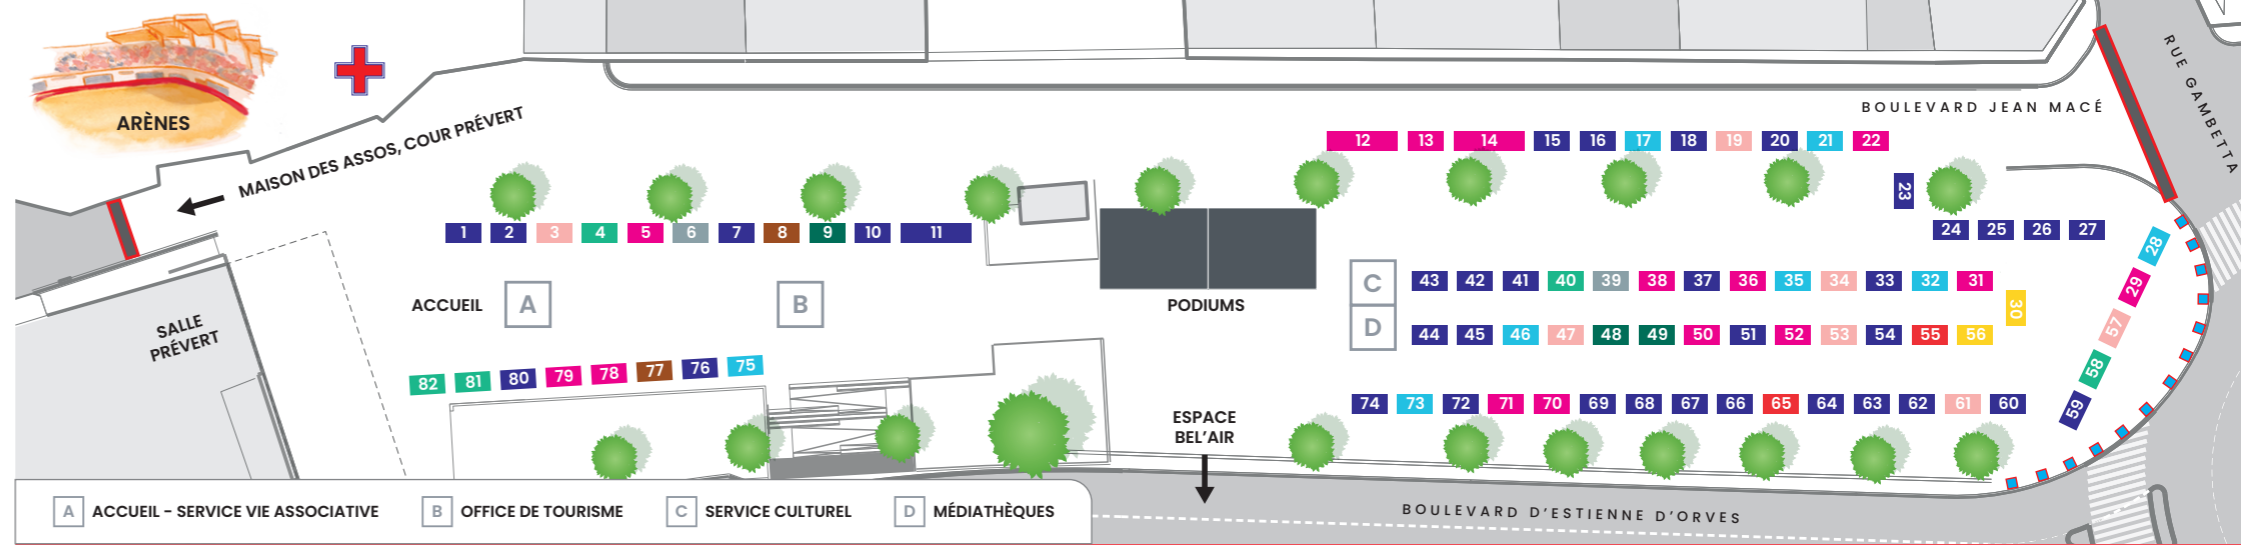 BOULEVARD JEAN MACÉ
RUE GAMBETTA
ARÈNES
MAISON DES ASSOS, COUR PRÉVERT
12 13 14 15 16 17 18 19 20 21 22
23
1 2 3 4 5 6 7 8 9 10 11
24 25 26 27
28
29
57
58
59
ACCUEIL A
B
PODIUMS
C 43 42 41 40 39 38 37 36 35 34 33 32 31
30
D 44 45 46 47 48 49 50 51 52 53 54 55 56
SALLE
PRÉVERT
82 81 80 79 78 77 76 75
74 73 72 71 70 69 68 67 66 65 64 63 62 61 60
ESPACE
BEL'AIR
BOULEVARD D'ESTIENNE D'ORVES
A ACCUEIL – SERVICE VIE ASSOCIATIVE B OFFICE DE TOURISME C SERVICE CULTUREL D MÉDIATHÈQUES